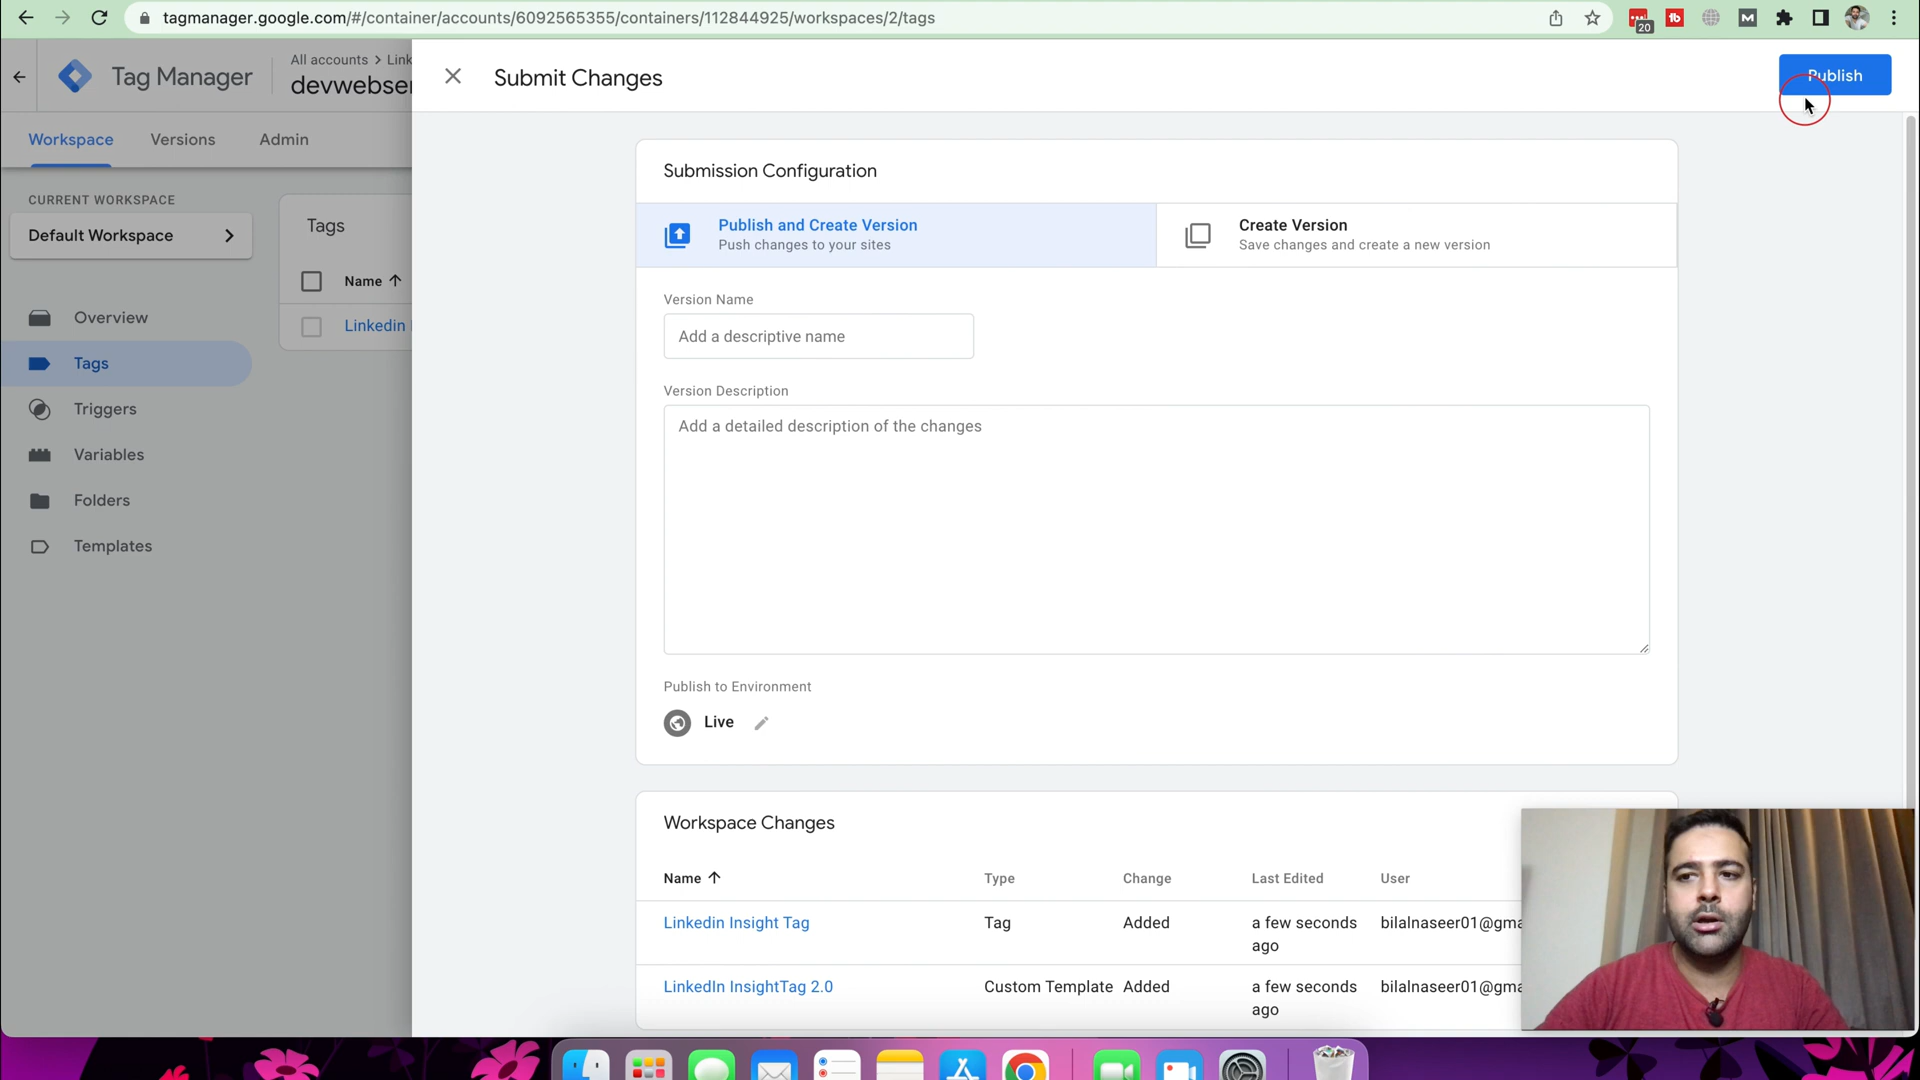 tagmanager.google.com/#/container/accounts/6092565355/containers/112844925/workspaces/2/tags
20
Tag Manager
All accounts > Link
devwebser
Submit Changes
Publish
Workspace
Versions
Admin
CURRENT WORKSPACE
Default Workspace
Overview
Tags
Triggers
Variables
Folders
Templates
Tags
Name
Linkedin
Submission Configuration
Publish and Create Version
Push changes to your sites
Create Version
Save changes and create a new version
Version Name
Add a descriptive name
Version Description
Add a detailed description of the changes
Publish to Environment
Live
Workspace Changes
Name Type Change Last Edited User
Linkedin Insight Tag Tag Added a few seconds bilalnaseer01@gma
ago
LinkedIn InsightTag 2.0 Custom Template Added a few seconds bilalnaseer01@gma
ago